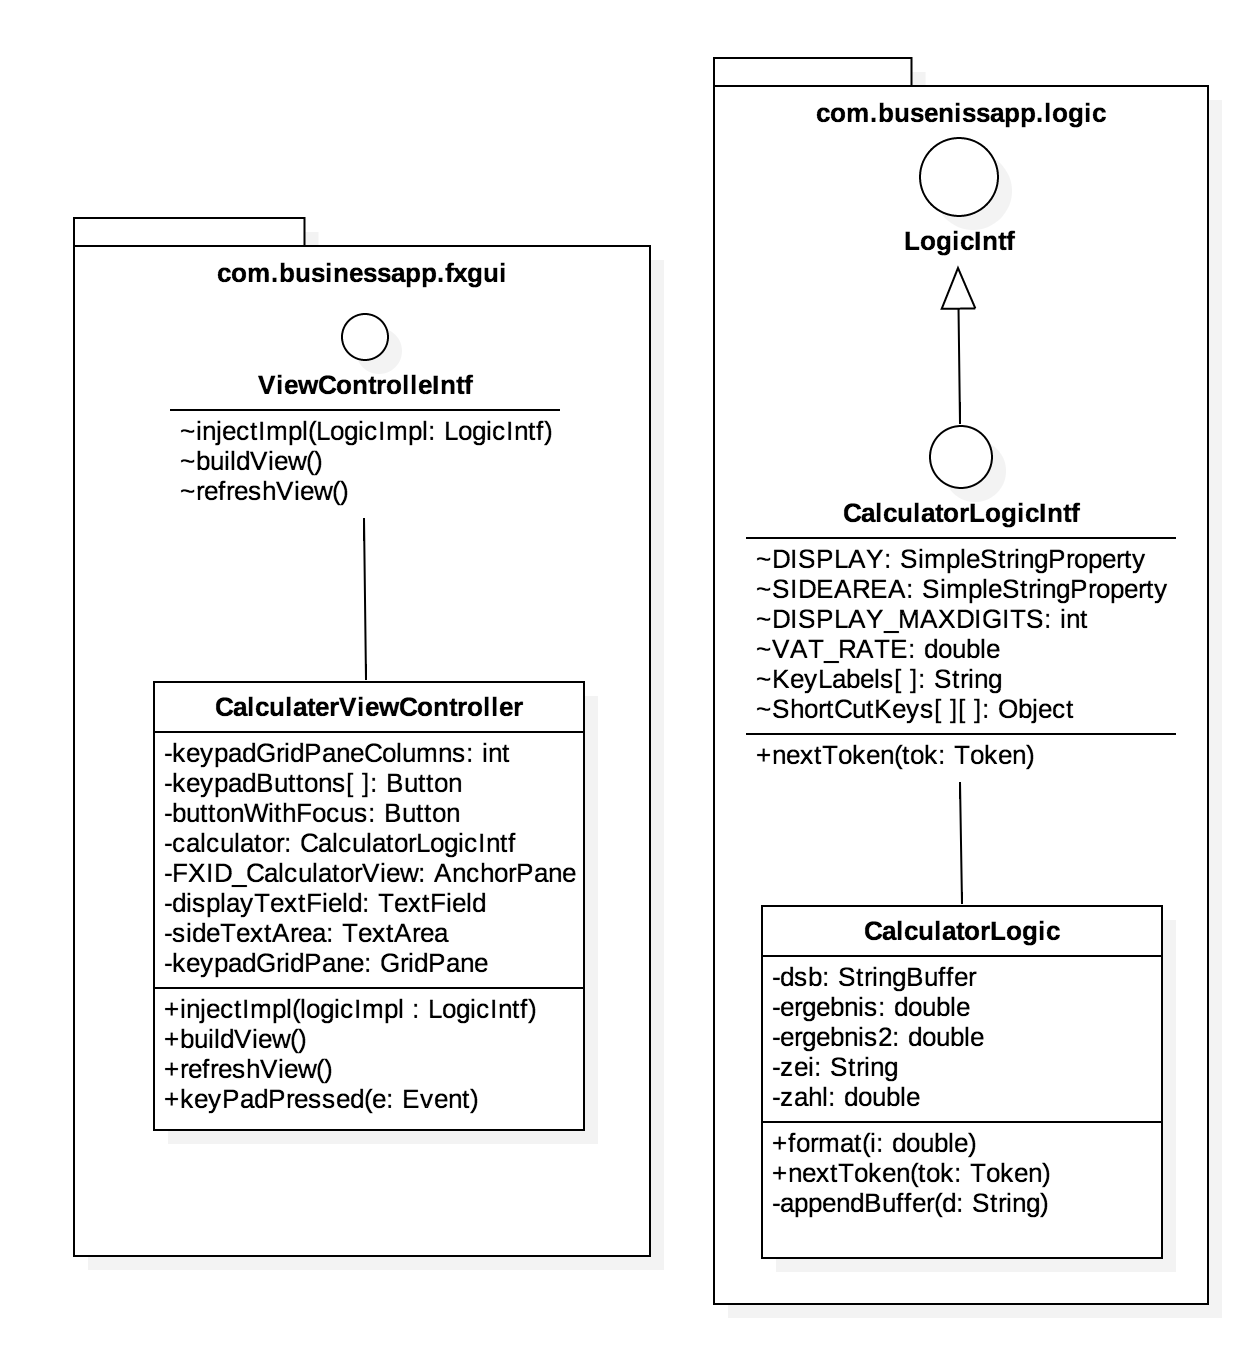 com.businessapp.fxgui
ViewControlleIntf
~injectImpl(LogicImpl: LogicIntf)
~buildView()
~refreshView()
CalculaterViewController
-keypadGridPaneColumns: int
-keypadButtons[ ]: Button
-buttonWithFocus: Button
-calculator: CalculatorLogicIntf
-FXID_CalculatorView: AnchorPane
-displayTextField: TextField
-sideTextArea: TextArea
-keypadGridPane: GridPane
+injectImpl(logicImpl : LogicIntf)
+buildView()
+refreshView()
+keyPadPressed(e: Event)
com.busenissapp.logic
LogicIntf
CalculatorLogicIntf
~DISPLAY: SimpleStringProperty
~SIDEAREA: SimpleStringProperty
~DISPLAY_MAXDIGITS: int
~VAT_RATE: double
~KeyLabels[ ]: String
~ShortCutKeys[ ][ ]: Object
+nextToken(tok: Token)
CalculatorLogic
-dsb: StringBuffer
-ergebnis: double
-ergebnis2: double
-zei: String
-zahl: double
+format(i: double)
+nextToken(tok: Token)
-appendBuffer(d: String)